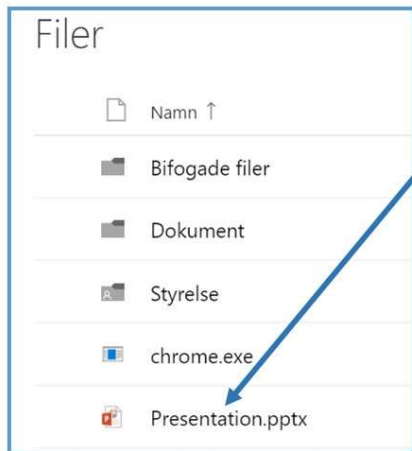 Filer
Namn ↑
Bifogade filer
Dokument
Styrelse
chrome.exe
Presentation.pptx